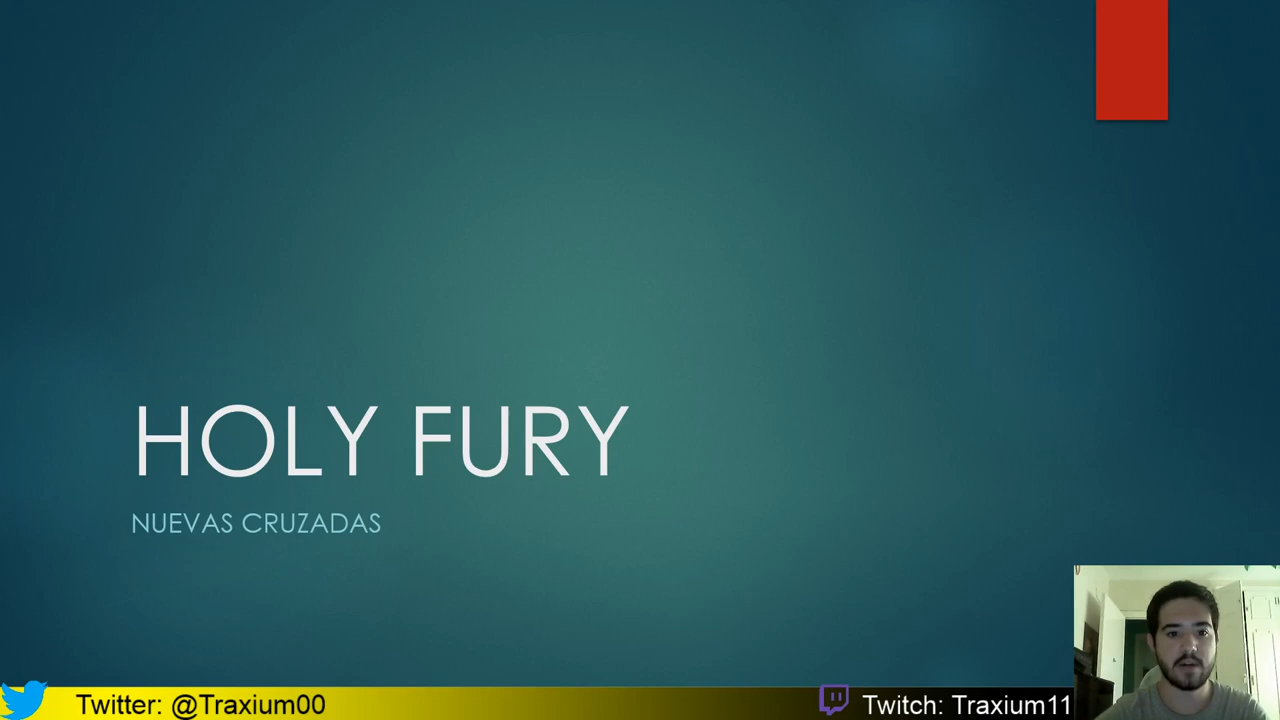 HOLY FURY
NUEVAS CRUZADAS
Twitter: @Traxium00
Twitch: Traxium11